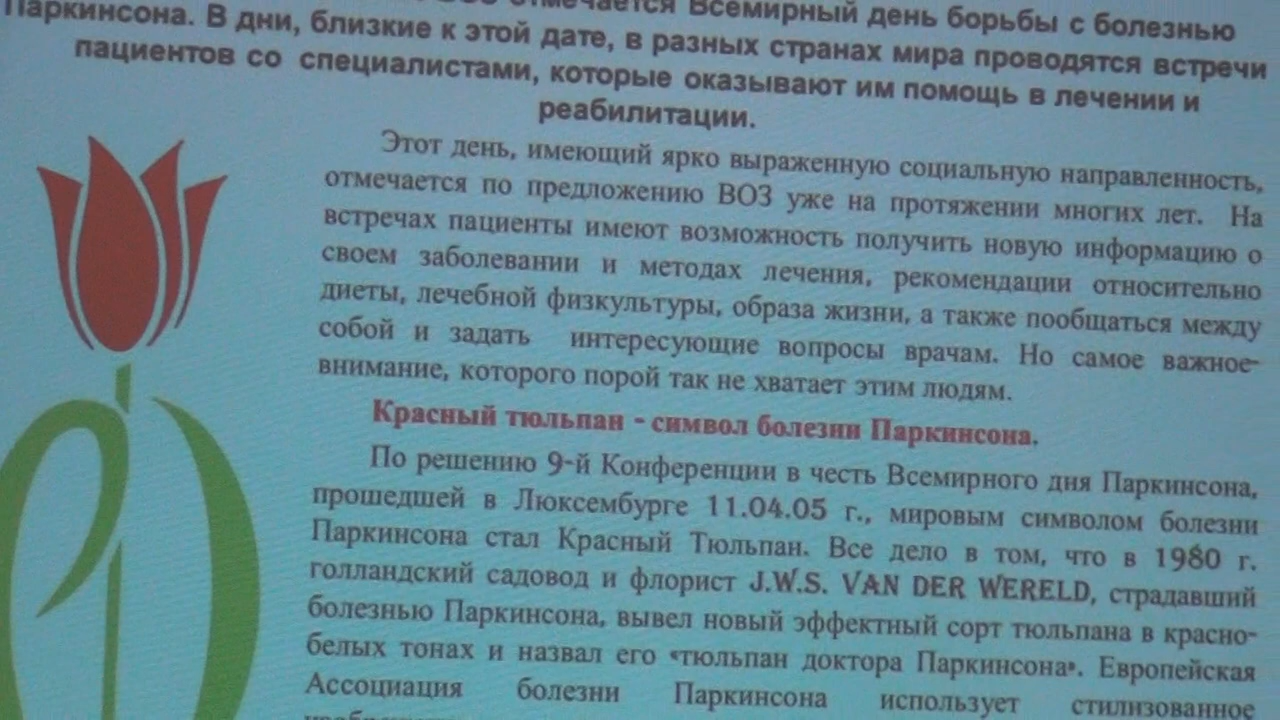 отмечается Всемирный день борьбы с болезнью
Паркинсона. В дни, близкие к этой дате, в разных странах мира проводятся встречи
пациентов со специалистами, которые оказывают им помощь в лечении и
реабилитации.
Этот день, имеющий ярко выраженную социальную направленность,
отмечается по предложению ВОЗ уже на протяжении многих лет. На
встречах пациенты имеют возможность получить новую информацию о
своем заболевании и методах лечения, рекомендации относительно
диеты, лечебной физкультуры, образа жизни, а также пообщаться между
собой и задать интересующие вопросы врачам. Но самое важное-
внимание, которого порой так не хватает этим людям.
Красный тюльпан - символ болезни Паркинсона.
По решению 9-й Конференции в честь Всемирного дня Паркинсона,
прошедшей в Люксембурге 11.04.05 г., мировым символом болезни
Паркинсона стал Красный Тюльпан. Все дело в том, что в 1980 г.
голландский садовод и флорист J.W.S. VAN DER WERELD, страдавший
болезнью Паркинсона, вывел новый эффектный сорт тюльпана в красно-
белых тонах и назвал его «тюльпан доктора Паркинсона». Европейская
Ассоциация болезни Паркинсона использует стилизованное